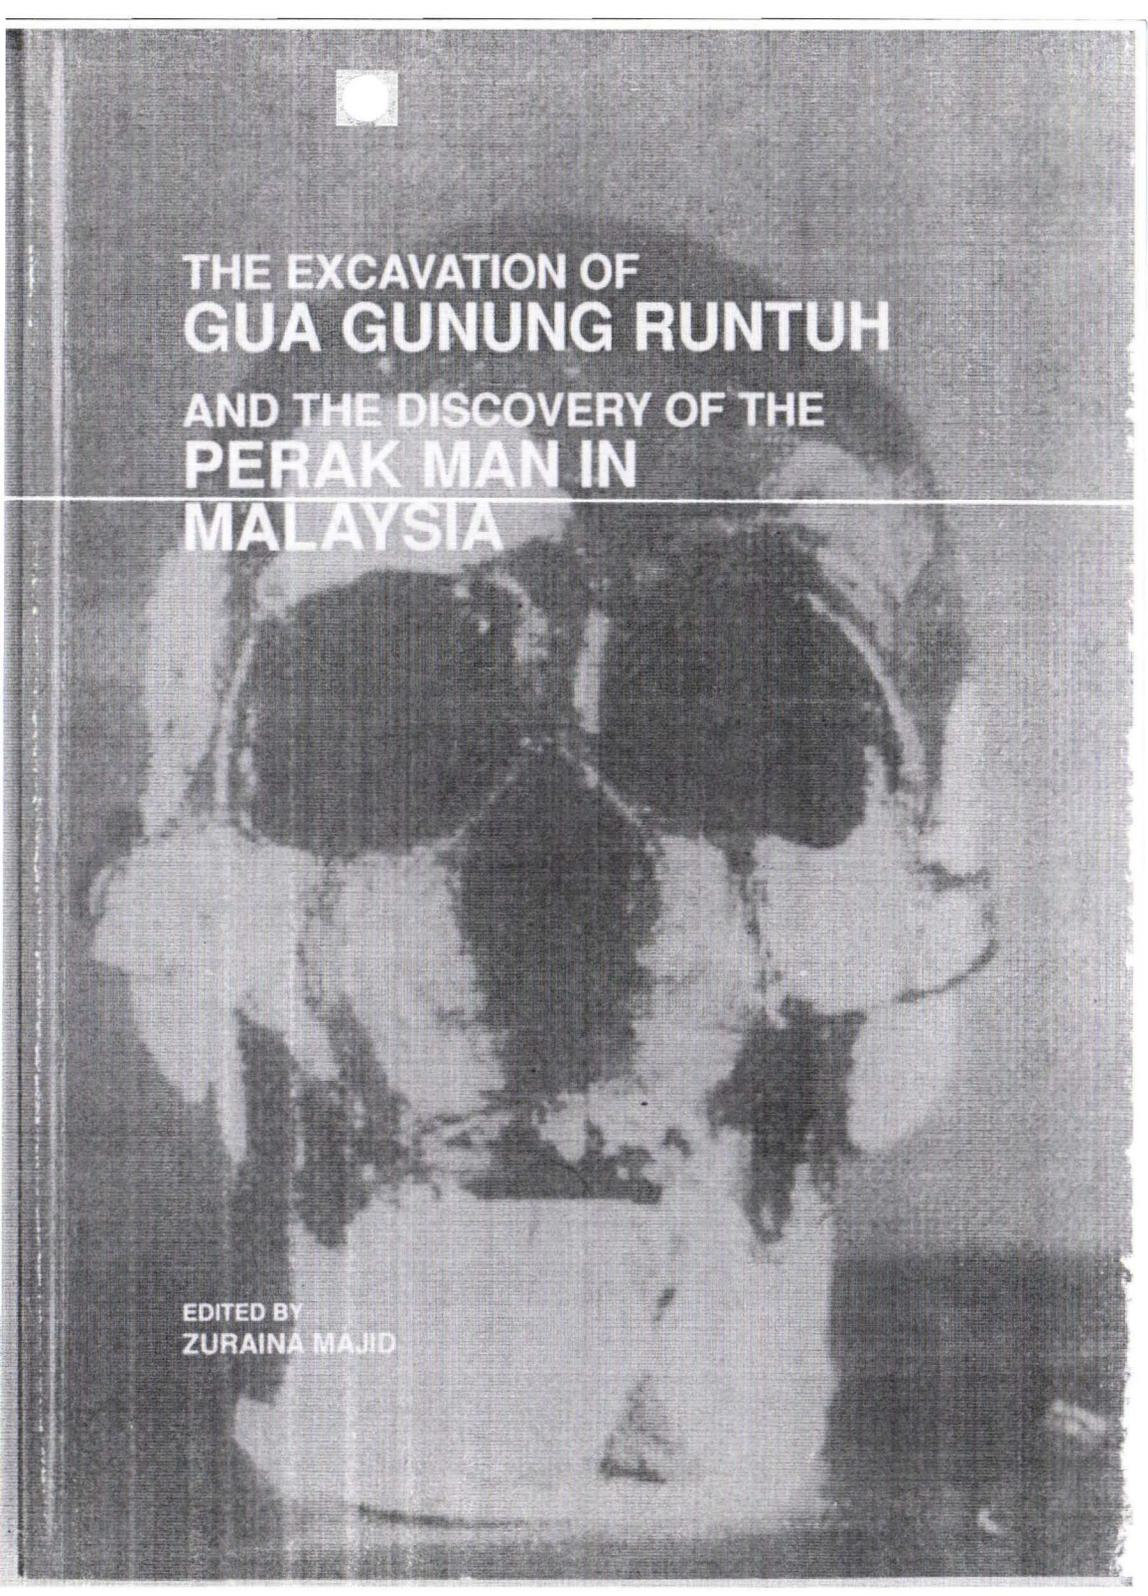 THE EXCAVATION OF
GUA GUNUNG RUNTUH
AND THE DISCOVERY OF THE
PERAK MAN IN
MALAYSIA
EDITED BY
ZURAINA MAJID